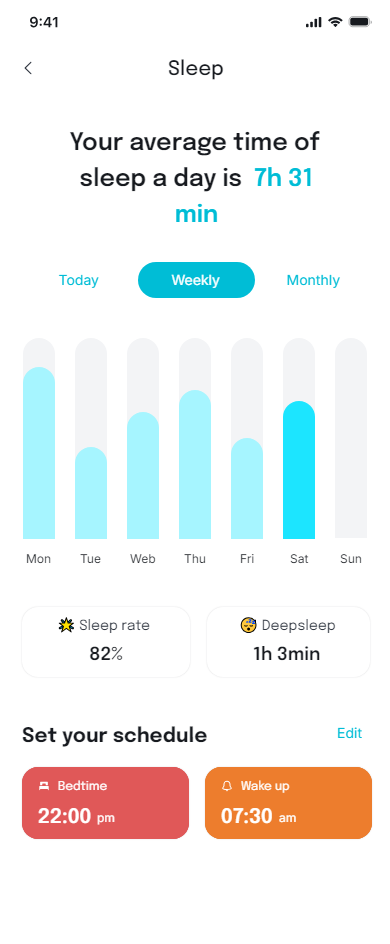 9:41
Sleep
Your average time of
sleep a day is 7h 31
min
Today Weekly Monthly
Mon Tue Web Thu Fri Sat Sun
Sleep rate
82%
Deepsleep
1h 3min
Set your schedule
Edit
Bedtime
22:00 pm
Wake up
07:30 am